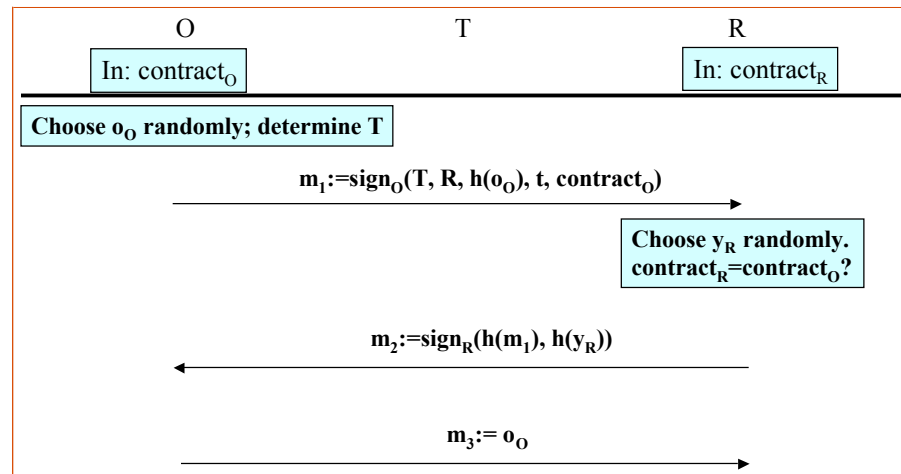 O T R
In: contract_O In: contract_R
Choose o_O randomly; determine T
m_1:=sign_O(T, R, h(o_O), t, contract_O)
Choose y_R randomly.
contract_R=contract_O?
m_2:=sign_R(h(m_1), h(y_R))
m_3:= o_O